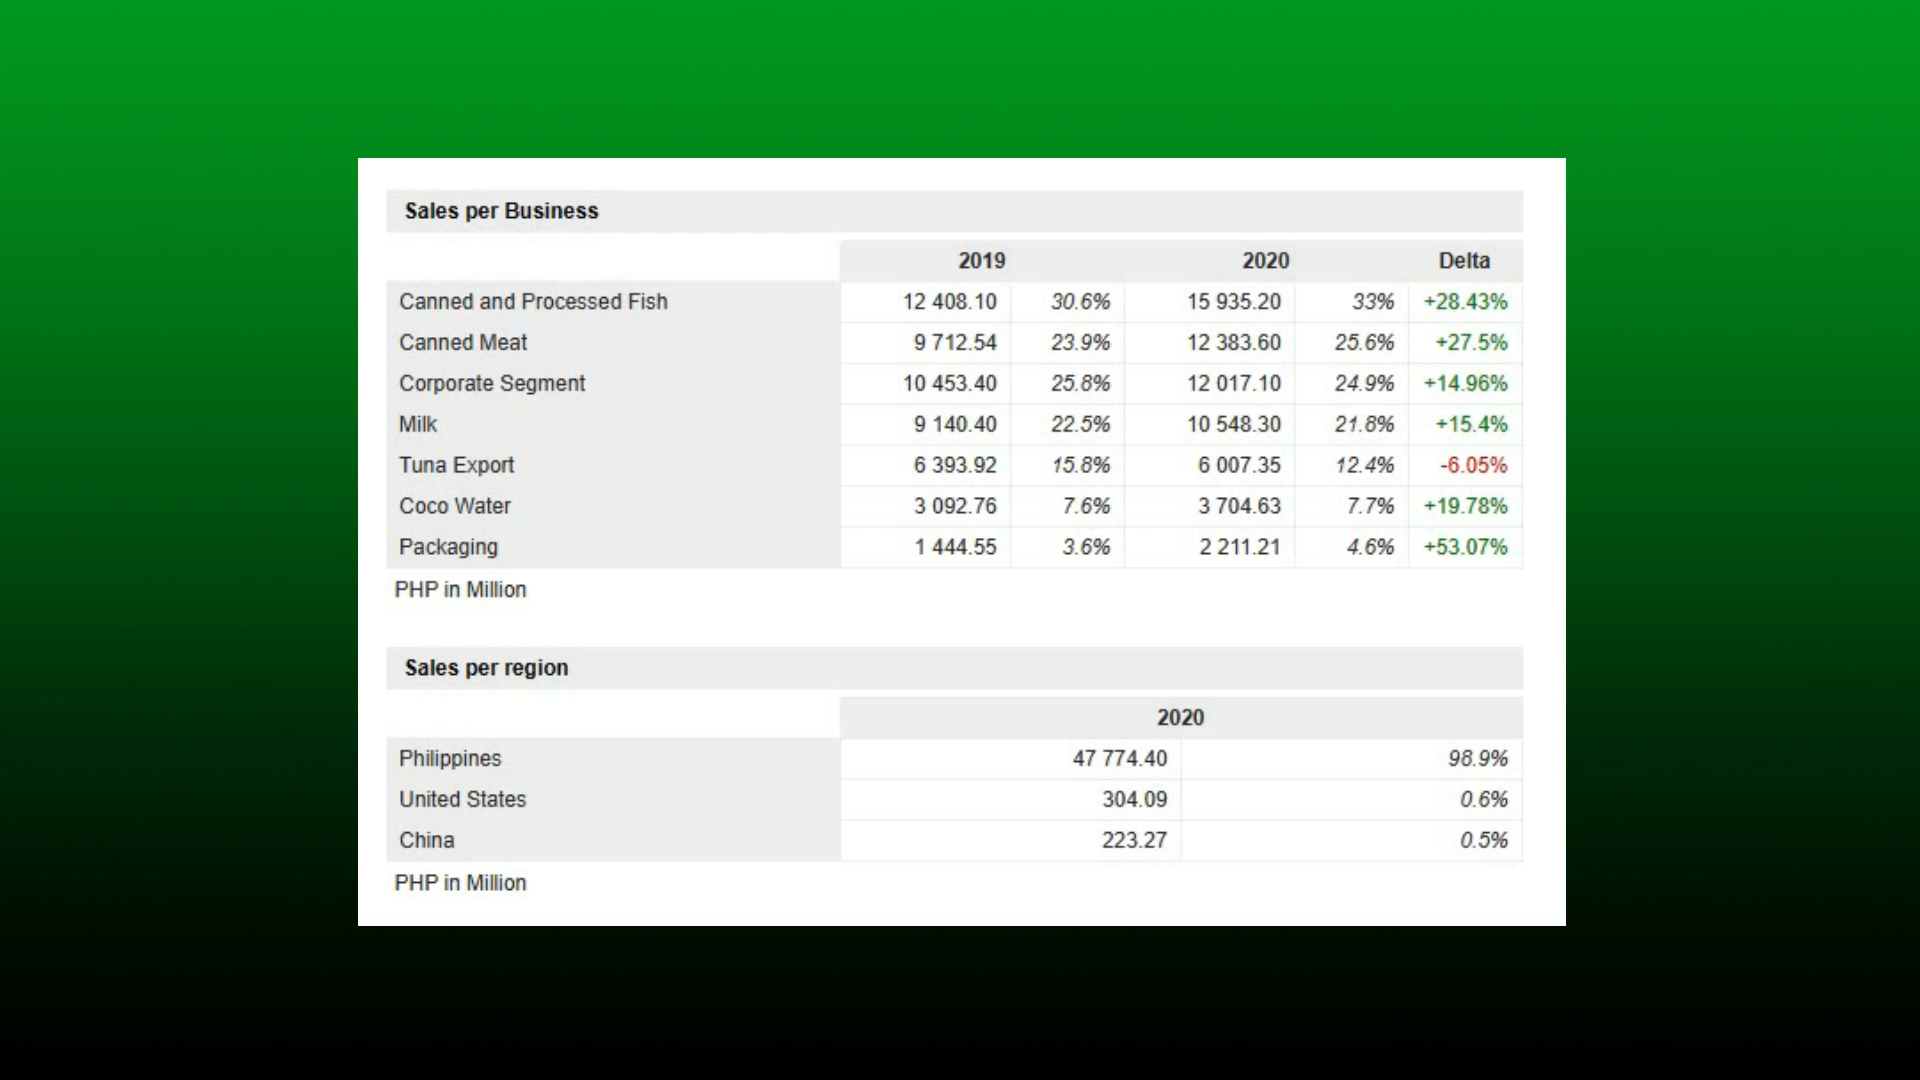 Sales per Business
2019 2020 Delta
Canned and Processed Fish 12 408.10 30.6% 15 935.20 33% +28.43%
Canned Meat 9 712.54 23.9% 12 383.60 25.6% +27.5%
Corporate Segment 10 453.40 25.8% 12 017.10 24.9% +14.96%
Milk 9 140.40 22.5% 10 548.30 21.8% +15.4%
Tuna Export 6 393.92 15.8% 6 007.35 12.4% -6.05%
Coco Water 3 092.76 7.6% 3 704.63 7.7% +19.78%
Packaging 1 444.55 3.6% 2 211.21 4.6% +53.07%
PHP in Million
Sales per region
2020
Philippines 47 774.40 98.9%
United States 304.09 0.6%
China 223.27 0.5%
PHP in Million